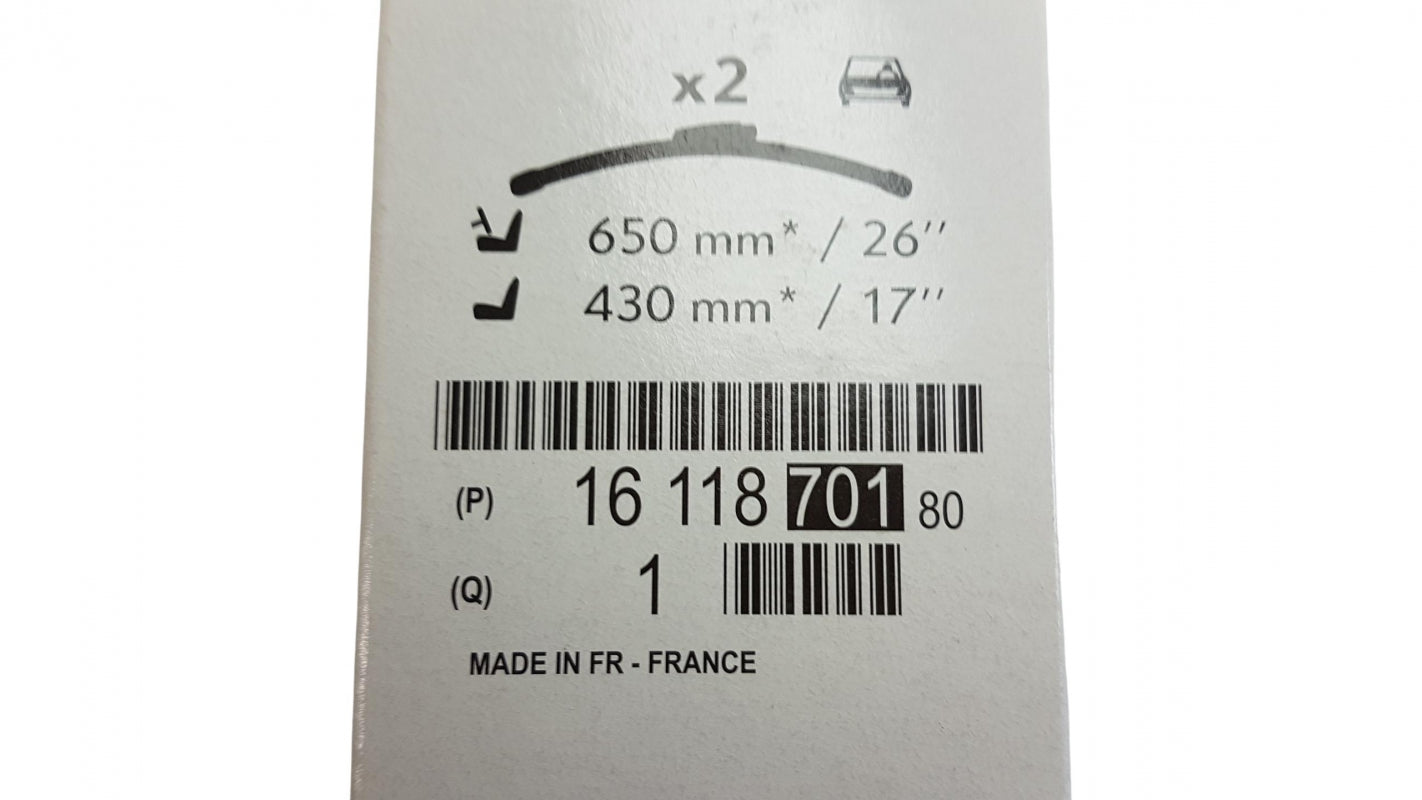 x2
650 mm* / 26’’
430 mm* / 17’’
(P) 16 118 701 80
(Q) 1
MADE IN FR - FRANCE